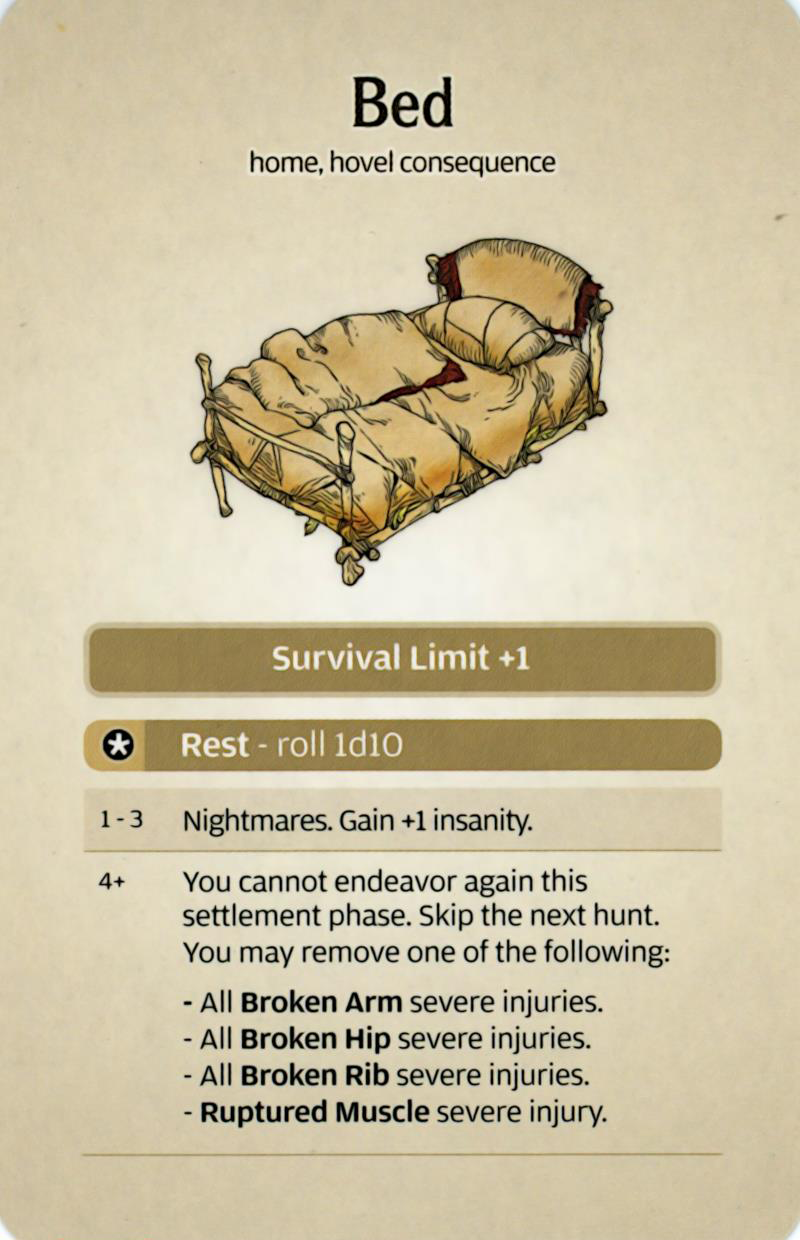 Bed
home, hovel consequence
Survival Limit +1
Rest - roll 1d10
1 - 3 Nightmares. Gain +1 insanity.
4+ You cannot endeavor again this
settlement phase. Skip the next hunt.
You may remove one of the following:
- All Broken Arm severe injuries.
- All Broken Hip severe injuries.
- All Broken Rib severe injuries.
- Ruptured Muscle severe injury.